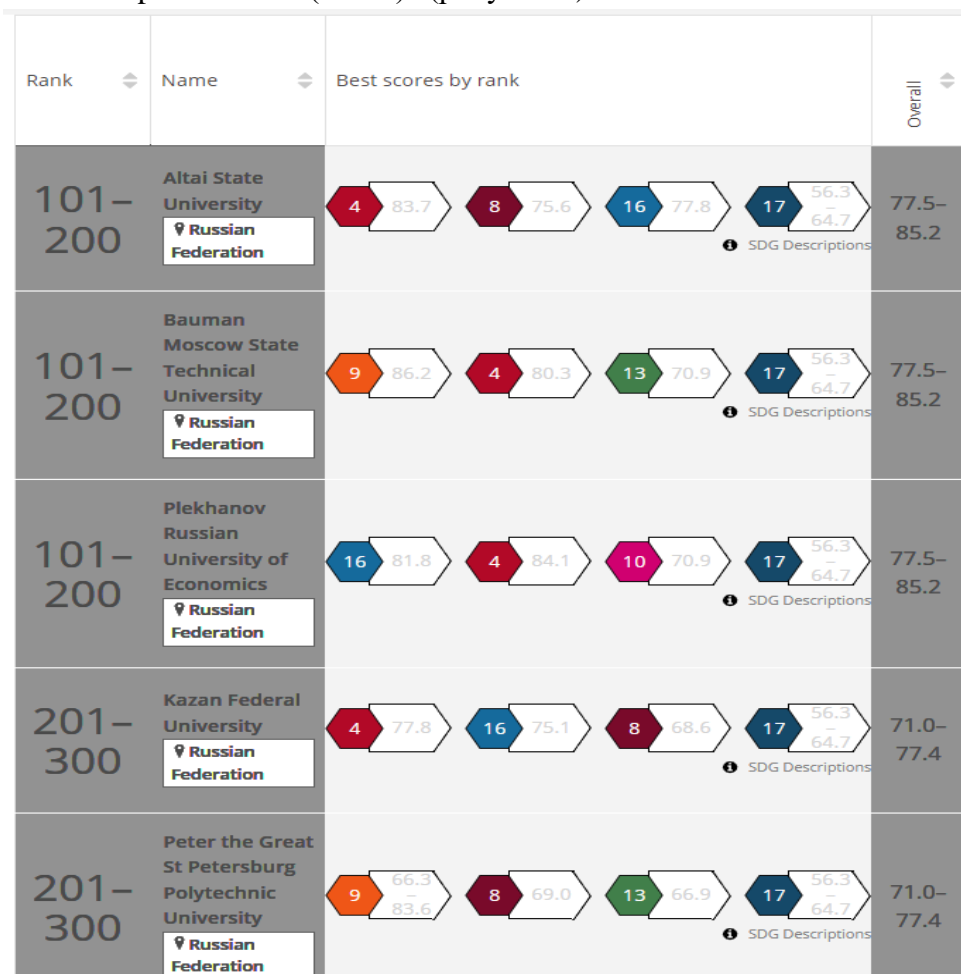 Rank Name Best scores by rank Overall
101–
200
Altai State
University
Russian
Federation
4 83.7 8 75.6 16 77.8 17 56.3
–
64.7
SDG Descriptions
77.5–
85.2
101–
200
Bauman
Moscow State
Technical
University
Russian
Federation
9 86.2 4 80.3 13 70.9 17 56.3
–
64.7
SDG Descriptions
77.5–
85.2
101–
200
Plekhanov
Russian
University of
Economics
Russian
Federation
16 81.8 4 84.1 10 70.9 17 56.3
–
64.7
SDG Descriptions
77.5–
85.2
201–
300
Kazan Federal
University
Russian
Federation
4 77.8 16 75.1 8 68.6 17 56.3
–
64.7
SDG Descriptions
71.0–
77.4
201–
300
Peter the Great
St Petersburg
Polytechnic
University
Russian
Federation
9 66.3
–
83.6
8 69.0 13 66.9 17 56.3
–
64.7
SDG Descriptions
71.0–
77.4